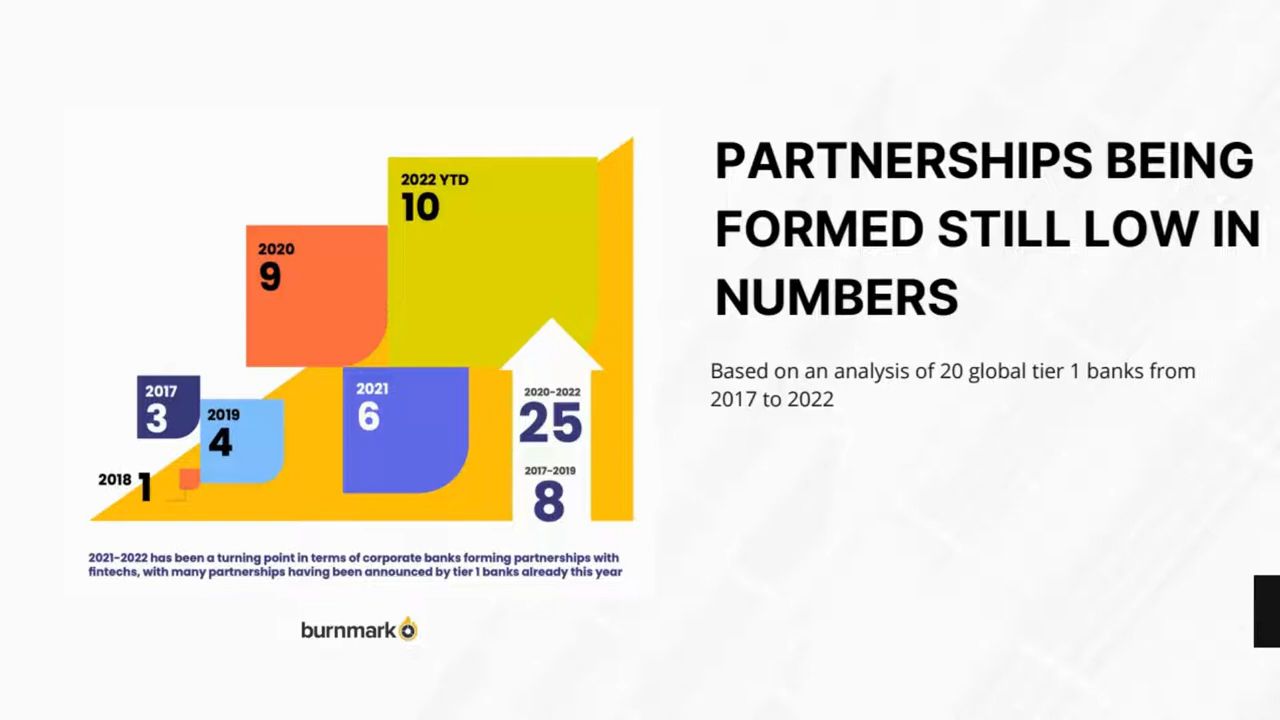 PARTNERSHIPS BEING
FORMED STILL LOW IN
NUMBERS
Based on an analysis of 20 global tier 1 banks from
2017 to 2022
2022 YTD
10
2020
9
2017
3
2019
4
2018 1
2021
6
2020-2022
25
2017-2019
8
2021-2022 has been a turning point in terms of corporate banks forming partnerships with
fintechs, with many partnerships having been announced by tier 1 banks already this year
burnmark